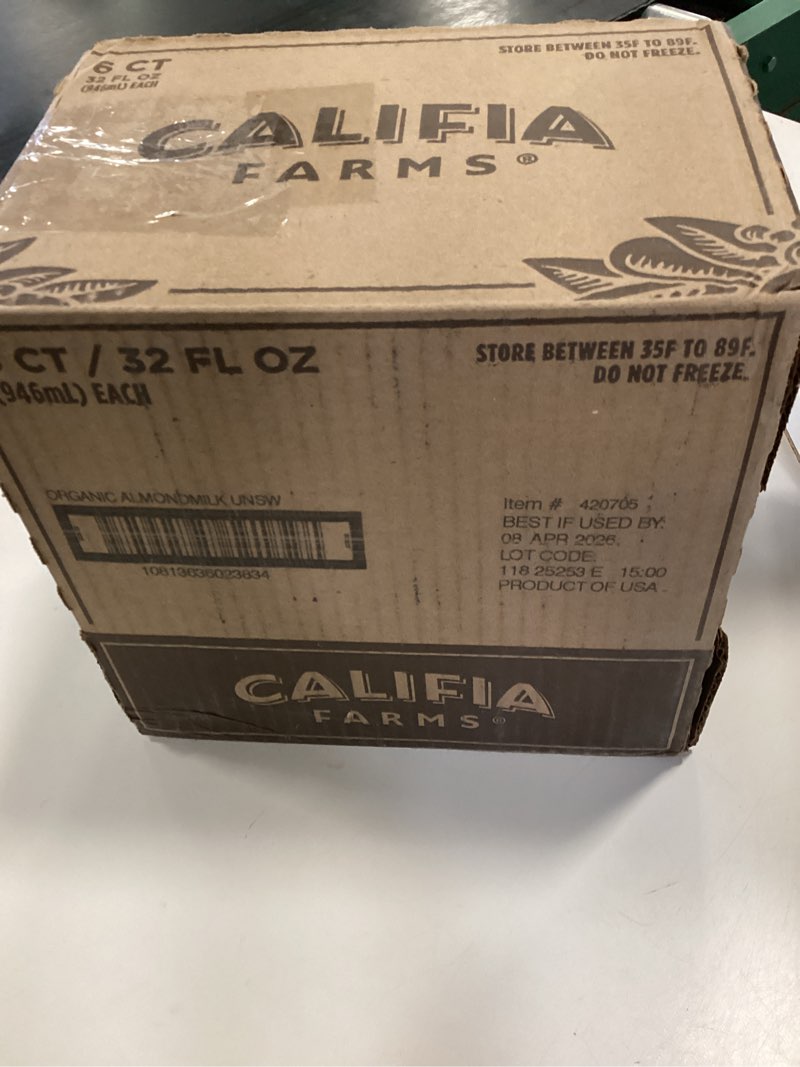 6 CT
32 FL OZ
(946mL) EACH
STORE BETWEEN 35F TO 89F.
DO NOT FREEZE.
CALIFIA
FARMS®
CT / 32 FL OZ
(946mL) EACH
STORE BETWEEN 35F TO 89F.
DO NOT FREEZE.
ORGANIC ALMONDMILK UNSW
10813636023834
Item # 420705
BEST IF USED BY:
08 APR 2026
LOT CODE:
118 25253 E 15:00
PRODUCT OF USA
CALIFIA
FARMS®